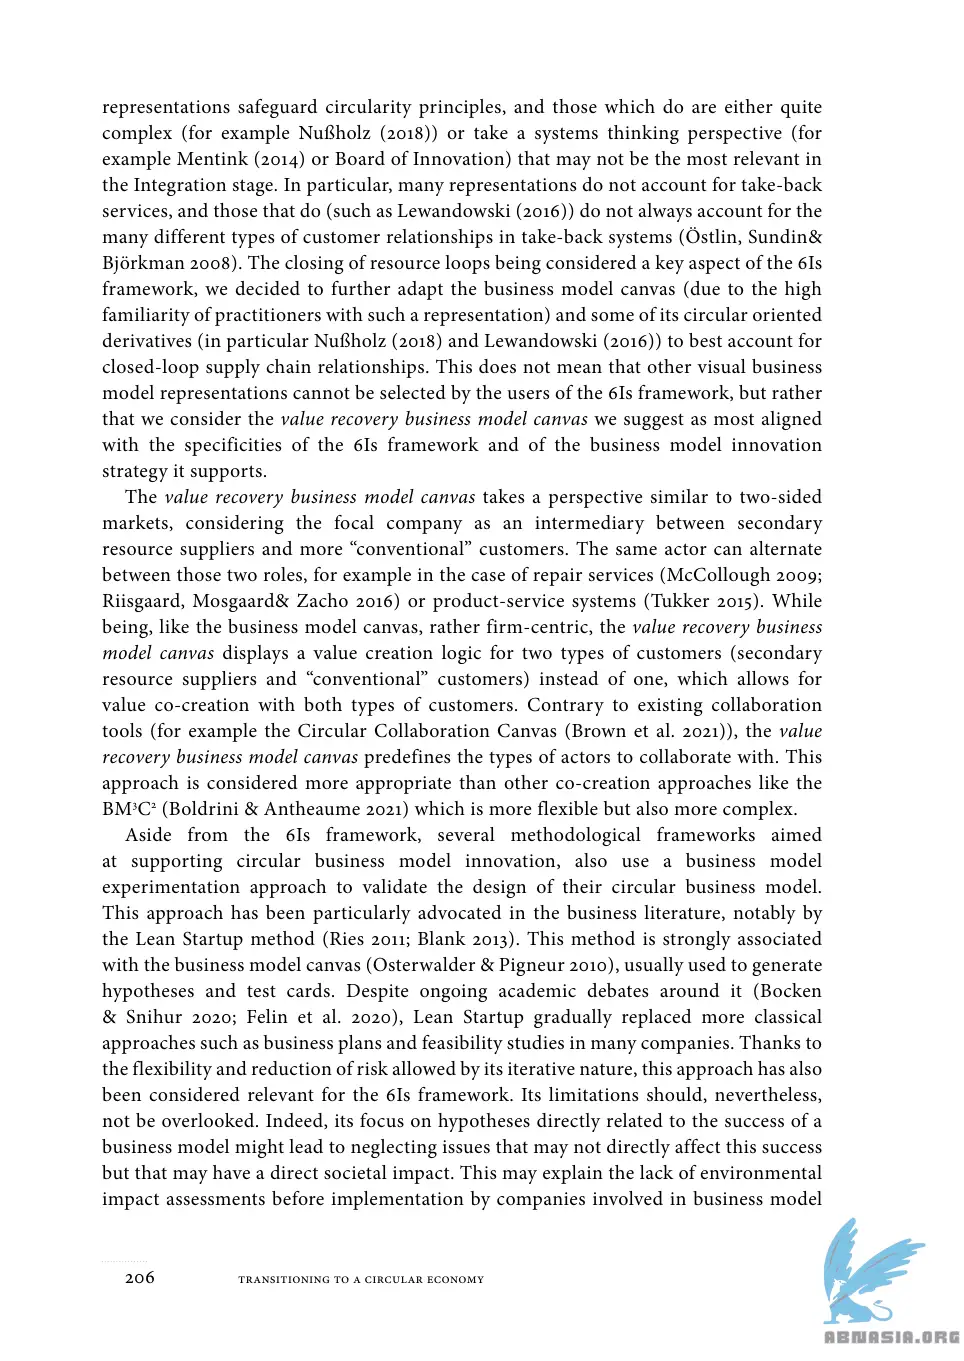 representations safeguard circularity principles, and those which do are either quite
complex (for example Nußholz (2018)) or take a systems thinking perspective (for
example Mentink (2014) or Board of Innovation) that may not be the most relevant in
the Integration stage. In particular, many representations do not account for take-back
services, and those that do (such as Lewandowski (2016)) do not always account for the
many different types of customer relationships in take-back systems (Östlin, Sundin&
Björkman 2008). The closing of resource loops being considered a key aspect of the 6Is
framework, we decided to further adapt the business model canvas (due to the high
familiarity of practitioners with such a representation) and some of its circular oriented
derivatives (in particular Nußholz (2018) and Lewandowski (2016)) to best account for
closed-loop supply chain relationships. This does not mean that other visual business
model representations cannot be selected by the users of the 6Is framework, but rather
that we consider the value recovery business model canvas we suggest as most aligned
with the specificities of the 6Is framework and of the business model innovation
strategy it supports.
The value recovery business model canvas takes a perspective similar to two-sided
markets, considering the focal company as an intermediary between secondary
resource suppliers and more “conventional” customers. The same actor can alternate
between those two roles, for example in the case of repair services (McCollough 2009;
Riisgaard, Mosgaard& Zacho 2016) or product-service systems (Tukker 2015). While
being, like the business model canvas, rather firm-centric, the value recovery business
model canvas displays a value creation logic for two types of customers (secondary
resource suppliers and “conventional” customers) instead of one, which allows for
value co-creation with both types of customers. Contrary to existing collaboration
tools (for example the Circular Collaboration Canvas (Brown et al. 2021)), the value
recovery business model canvas predefines the types of actors to collaborate with. This
approach is considered more appropriate than other co-creation approaches like the
BM³C² (Boldrini & Antheaume 2021) which is more flexible but also more complex.
Aside from the 6Is framework, several methodological frameworks aimed
at supporting circular business model innovation, also use a business model
experimentation approach to validate the design of their circular business model.
This approach has been particularly advocated in the business literature, notably by
the Lean Startup method (Ries 2011; Blank 2013). This method is strongly associated
with the business model canvas (Osterwalder & Pigneur 2010), usually used to generate
hypotheses and test cards. Despite ongoing academic debates around it (Bocken
& Snihur 2020; Felin et al. 2020), Lean Startup gradually replaced more classical
approaches such as business plans and feasibility studies in many companies. Thanks to
the flexibility and reduction of risk allowed by its iterative nature, this approach has also
been considered relevant for the 6Is framework. Its limitations should, nevertheless,
not be overlooked. Indeed, its focus on hypotheses directly related to the success of a
business model might lead to neglecting issues that may not directly affect this success
but that may have a direct societal impact. This may explain the lack of environmental
impact assessments before implementation by companies involved in business model
206 TRANSITIONING TO A CIRCULAR ECONOMY
ABNASIA.ORG